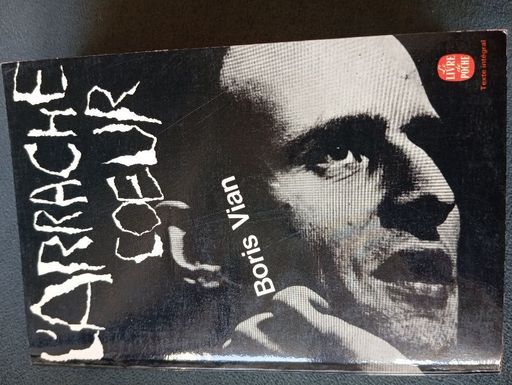 L'ARRACHE
COEUR
Boris Vian
Le
LIVRE
de
POCHE
Texte intégral